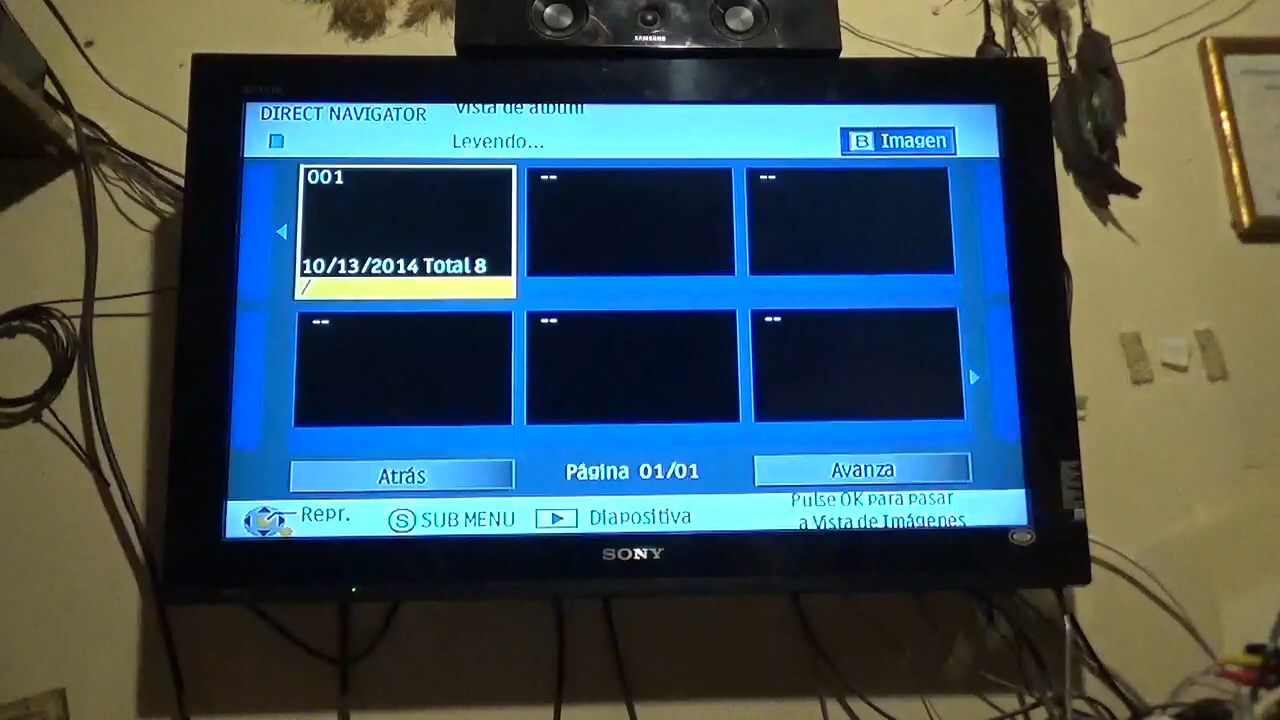 SAMSUNG
DIRECT NAVIGATOR
Vista de álbum
Leyendo...
B Imagen
001
--
--
10/13/2014 Total 8
/
--
--
--
Atrás
Página 01/01
Avanza
Repr.
S SUB MENU
Diapositiva
Pulse OK para pasar
a Vista de Imágenes
SONY